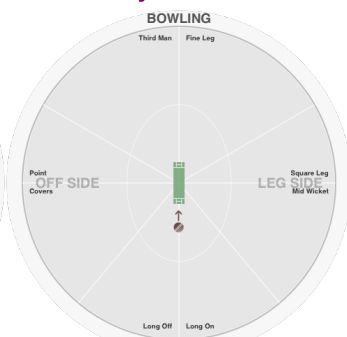 BOWLING
Third Man Fine Leg
Point Square Leg
OFF SIDE LEG SIDE
Covers Mid Wicket
Long Off Long On